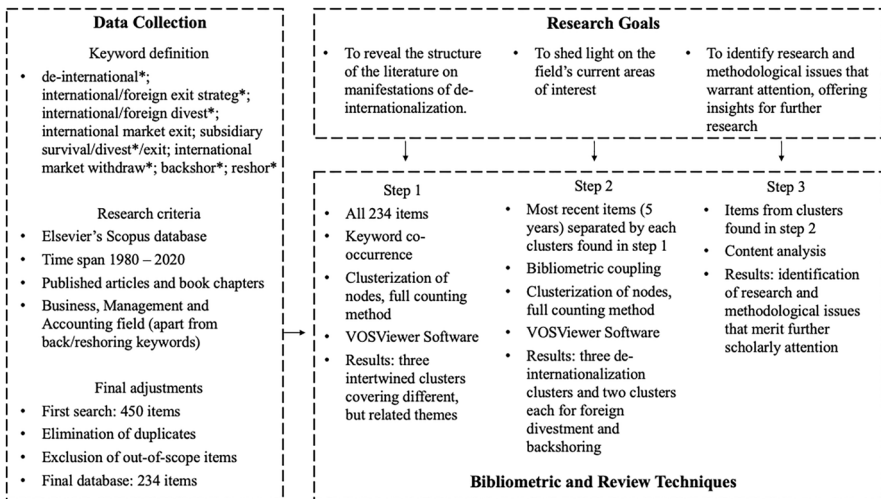 Data Collection
Keyword definition
• de-international*;
international/foreign exit strateg*;
international/foreign divest*;
international market exit; subsidiary
survival/divest*/exit; international
market withdraw*; backshor*; reshor*
Research criteria
• Elsevier's Scopus database
• Time span 1980 – 2020
• Published articles and book chapters
• Business, Management and
Accounting field (apart from
back/reshoring keywords)
Final adjustments
• First search: 450 items
• Elimination of duplicates
• Exclusion of out-of-scope items
• Final database: 234 items
Research Goals
• To reveal the structure
of the literature on
manifestations of de-
internationalization.
• To shed light on the
field's current areas
of interest
• To identify research and
methodological issues that
warrant attention, offering
insights for further
research
Step 1
• All 234 items
• Keyword co-
occurrence
• Clusterization of
nodes, full counting
method
• VOSViewer Software
• Results: three
intertwined clusters
covering different,
but related themes
Step 2
• Most recent items (5
years) separated by each
clusters found in step 1
• Bibliometric coupling
• Clusterization of nodes,
full counting method
• VOSViewer Software
• Results: three de-
internationalization
clusters and two clusters
each for foreign
divestment and
backshoring
Step 3
• Items from clusters
found in step 2
• Content analysis
• Results: identification
of research and
methodological issues
that merit further
scholarly attention
Bibliometric and Review Techniques